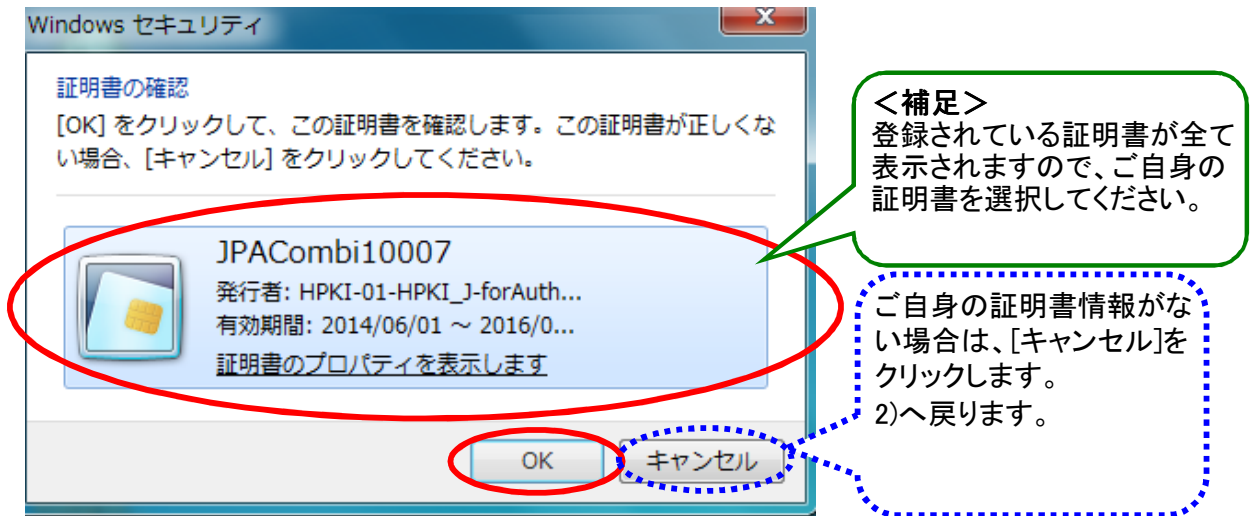 Windows セキュリティ
証明書の確認
[OK] をクリックして、この証明書を確認します。この証明書が正しくな
い場合、[キャンセル] をクリックしてください。
JPACombi10007
発行者: HPKI-01-HPKI_J-forAuth...
有効期間: 2014/06/01 ～ 2016/0...
証明書のプロパティを表示します
OK
キャンセル
＜補足＞
登録されている証明書が全て
表示されますので、ご自身の
証明書を選択してください。
ご自身の証明書情報がな
い場合は、[キャンセル]を
クリックします。
2)へ戻ります。